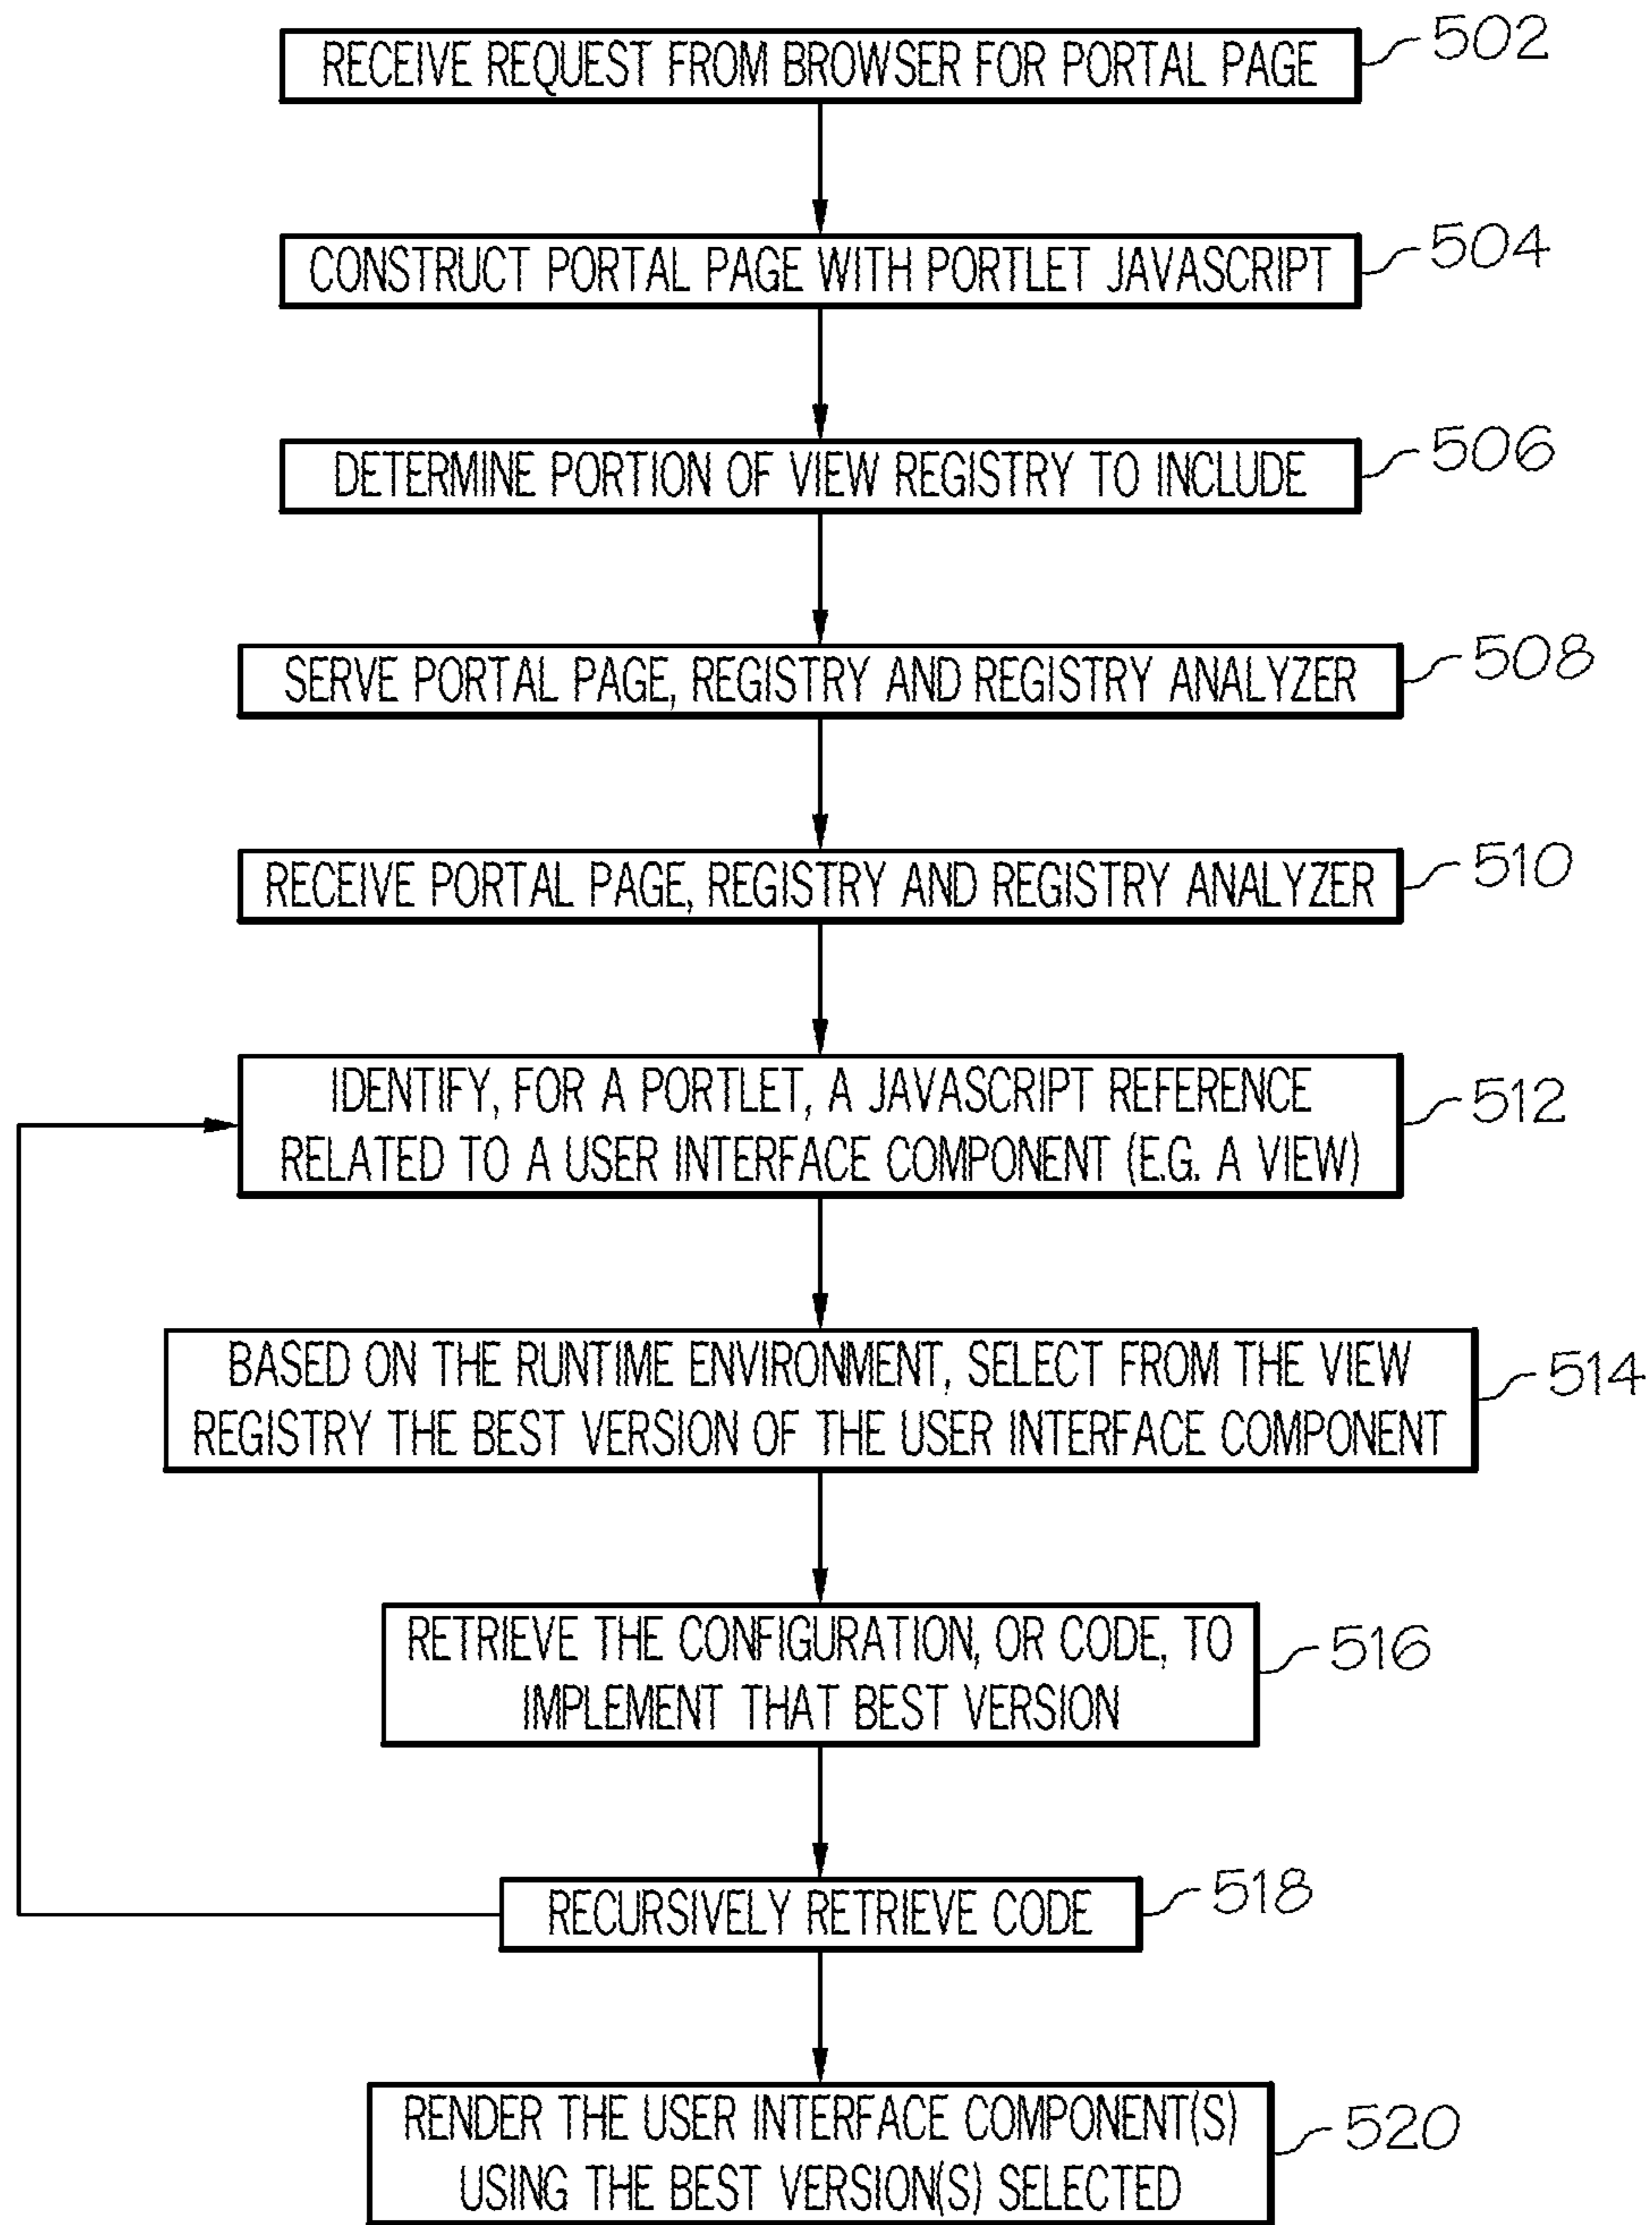 RECEIVE REQUEST FROM BROWSER FOR PORTAL PAGE
502
CONSTRUCT PORTAL PAGE WITH PORTLET JAVASCRIPT
504
DETERMINE PORTION OF VIEW REGISTRY TO INCLUDE
506
SERVE PORTAL PAGE, REGISTRY AND REGISTRY ANALYZER
508
RECEIVE PORTAL PAGE, REGISTRY AND REGISTRY ANALYZER
510
IDENTIFY, FOR A PORTLET, A JAVASCRIPT REFERENCE
RELATED TO A USER INTERFACE COMPONENT (E.G. A VIEW)
512
BASED ON THE RUNTIME ENVIRONMENT, SELECT FROM THE VIEW
REGISTRY THE BEST VERSION OF THE USER INTERFACE COMPONENT
514
RETRIEVE THE CONFIGURATION, OR CODE, TO
IMPLEMENT THAT BEST VERSION
516
RECURSIVELY RETRIEVE CODE
518
RENDER THE USER INTERFACE COMPONENT(S)
USING THE BEST VERSION(S) SELECTED
520